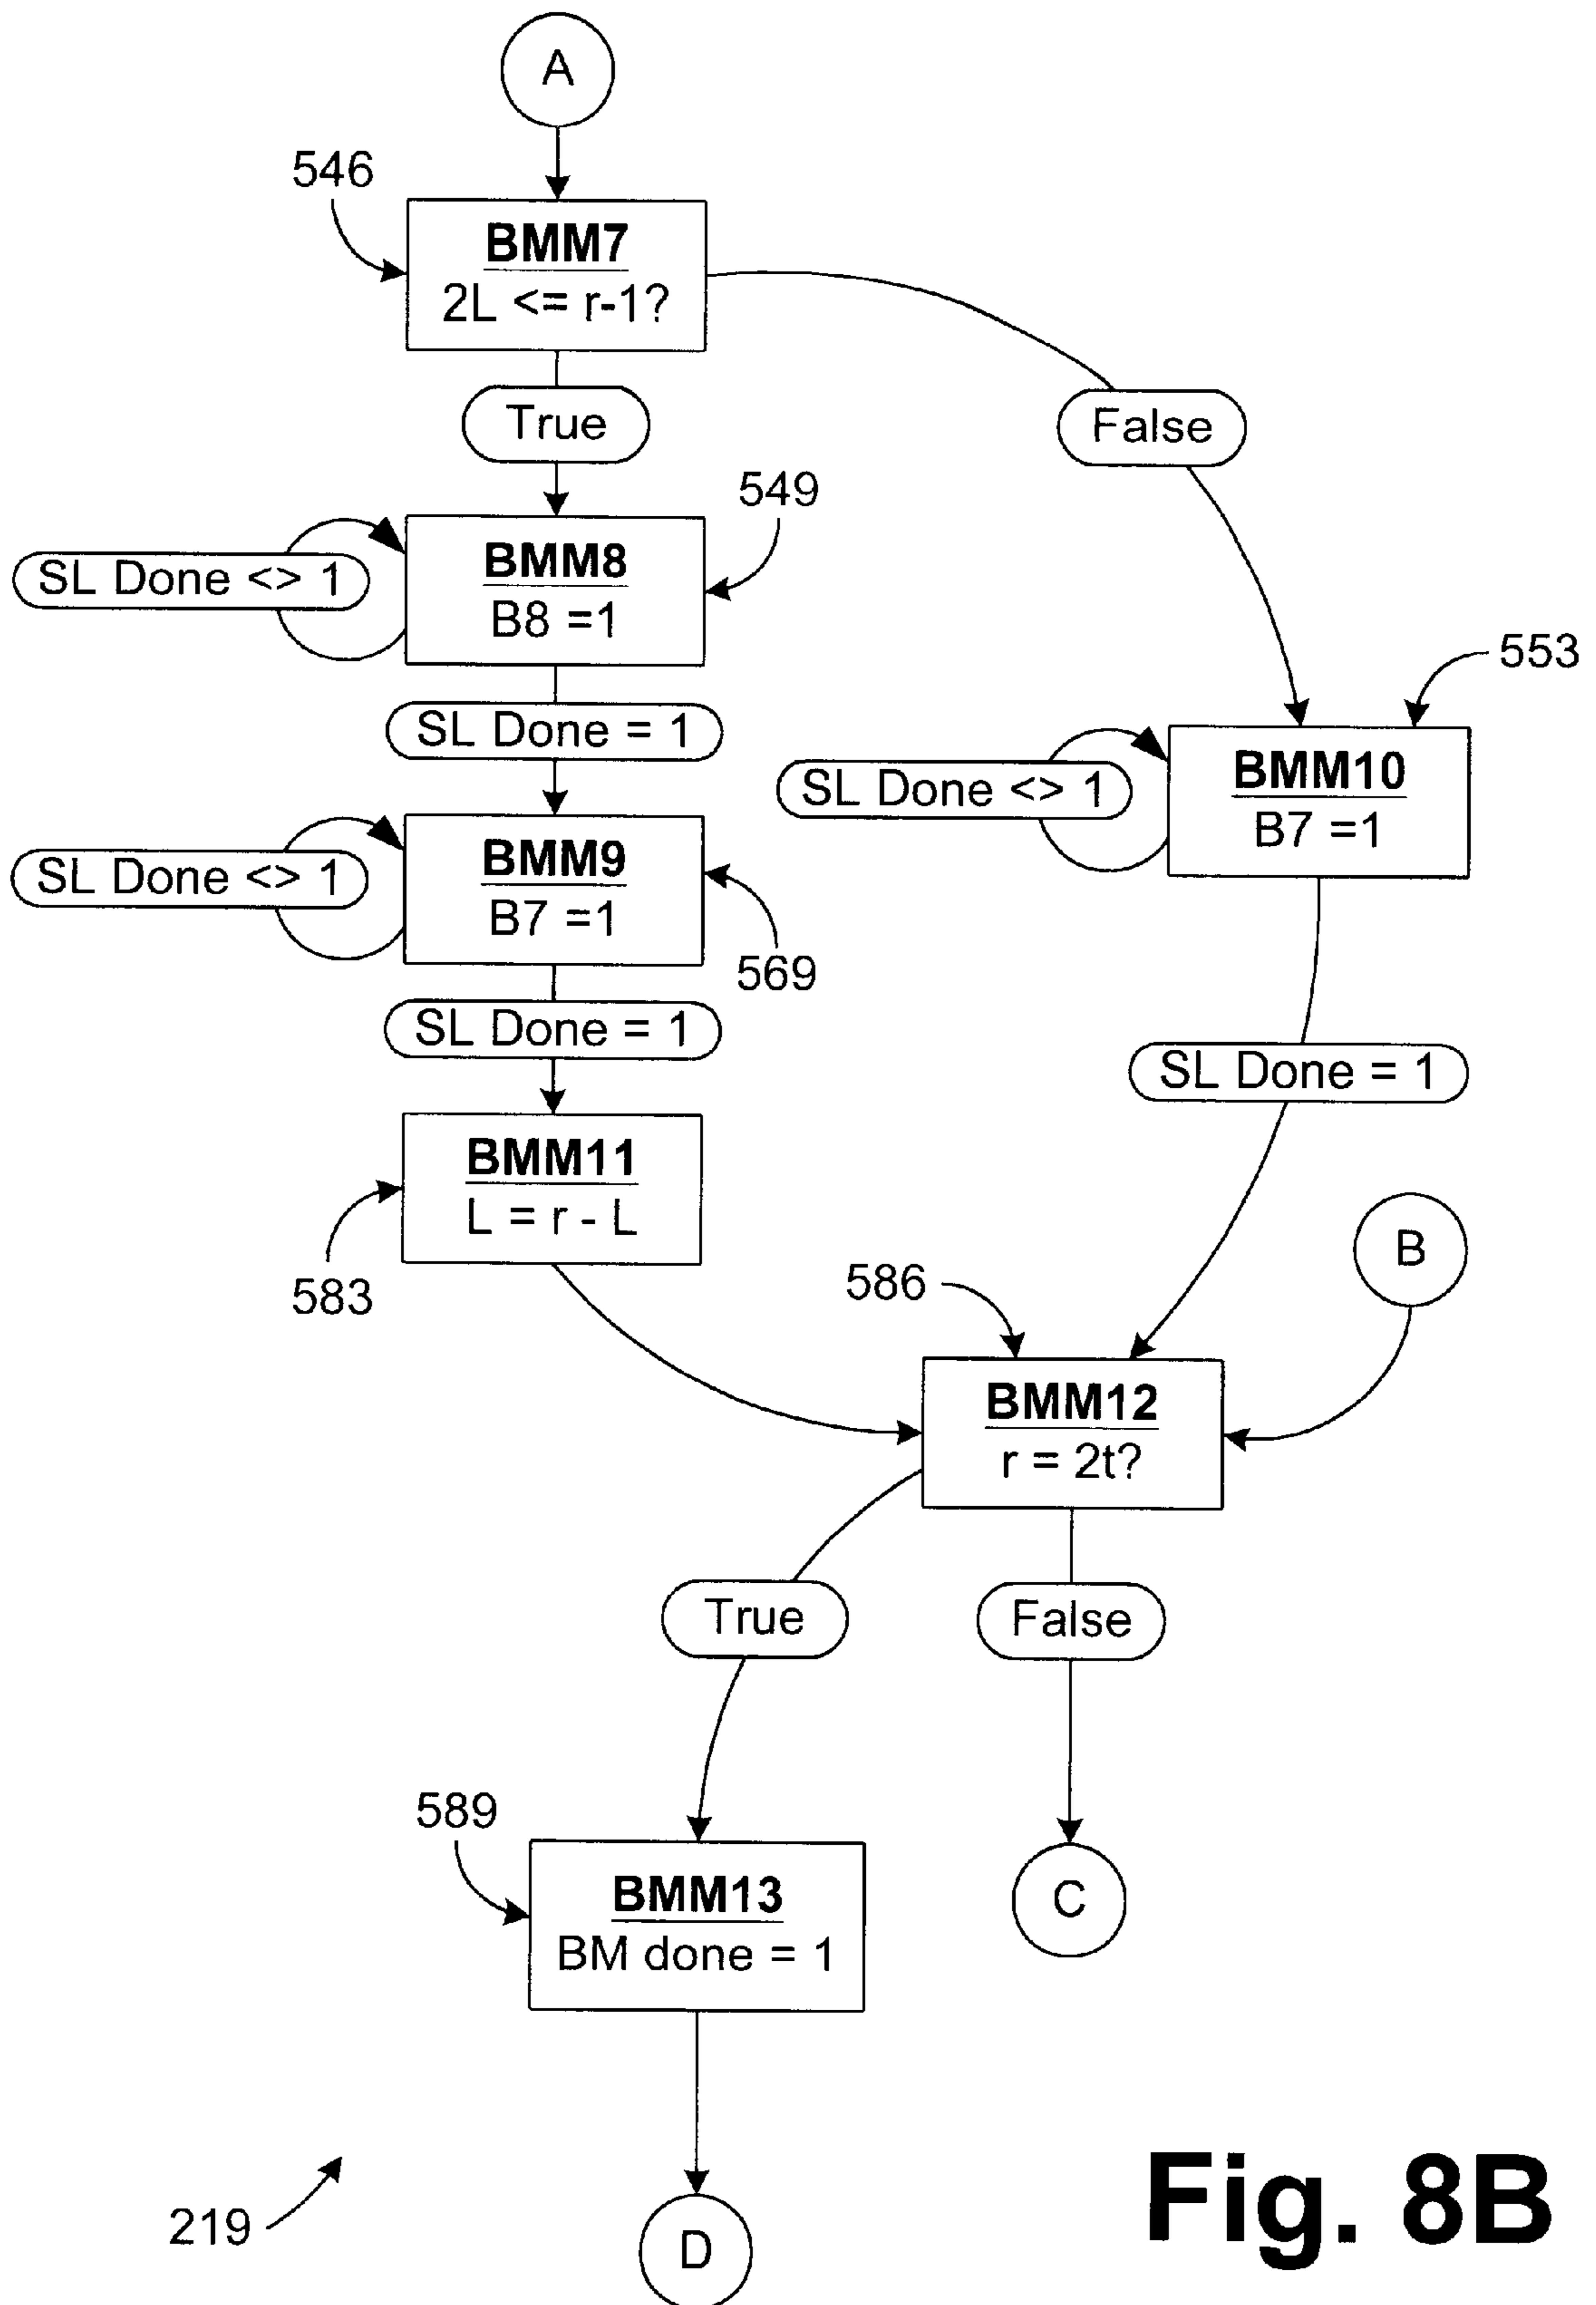 A
546
BMM7
2L <= r-1?
True
False
549
SL Done <> 1
BMM8
B8 =1
553
SL Done = 1
SL Done <> 1
BMM10
B7 =1
SL Done <> 1
BMM9
B7 =1
569
SL Done = 1
SL Done = 1
BMM11
L = r - L
583
B
586
BMM12
r = 2t?
True
False
589
BMM13
BM done = 1
C
219
D
Fig. 8B